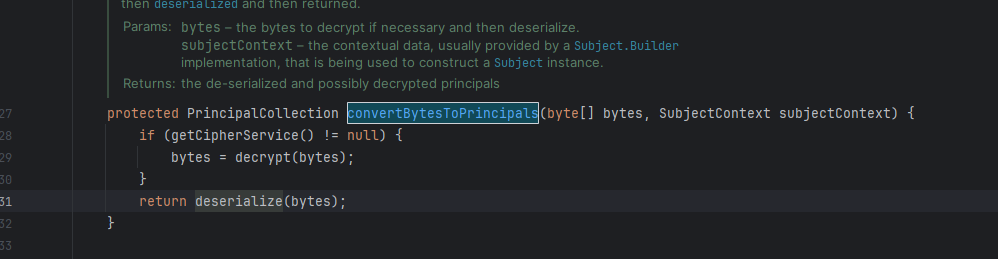 then deserialized and then returned.
Params: bytes – the bytes to decrypt if necessary and then deserialize.
subjectContext – the contextual data, usually provided by a Subject.Builder
implementation, that is being used to construct a Subject instance.
Returns: the de-serialized and possibly decrypted principals
27 protected PrincipalCollection convertBytesToPrincipals(byte[] bytes, SubjectContext subjectContext) {
28 if (getCipherService() != null) {
29 bytes = decrypt(bytes);
30 }
31 return deserialize(bytes);
32 }
33